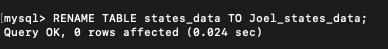 [mysql> RENAME TABLE states_data TO Joel_states_data;
Query OK, 0 rows affected (0.024 sec)